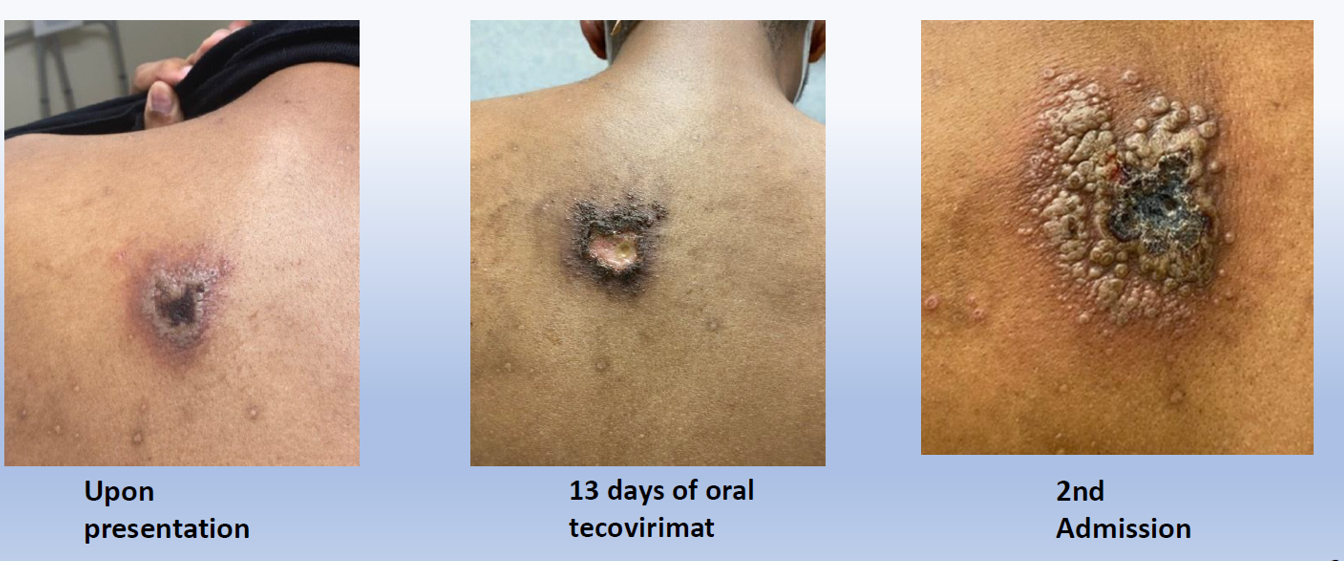 Upon
presentation
13 days of oral
tecovirimat
2nd
Admission